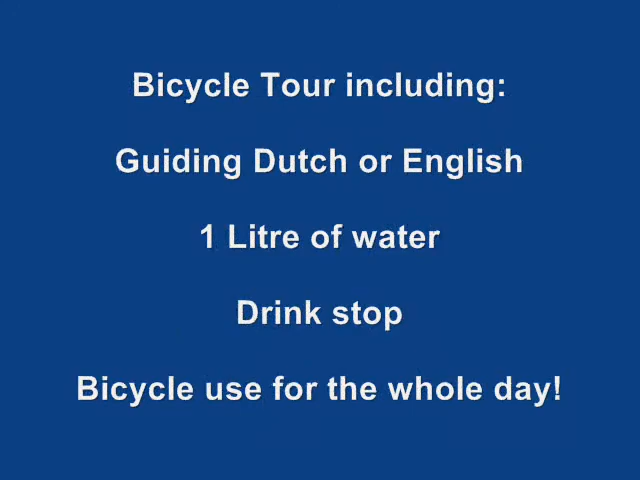 Bicycle Tour including:
Guiding Dutch or English
1 Litre of water
Drink stop
Bicycle use for the whole day!